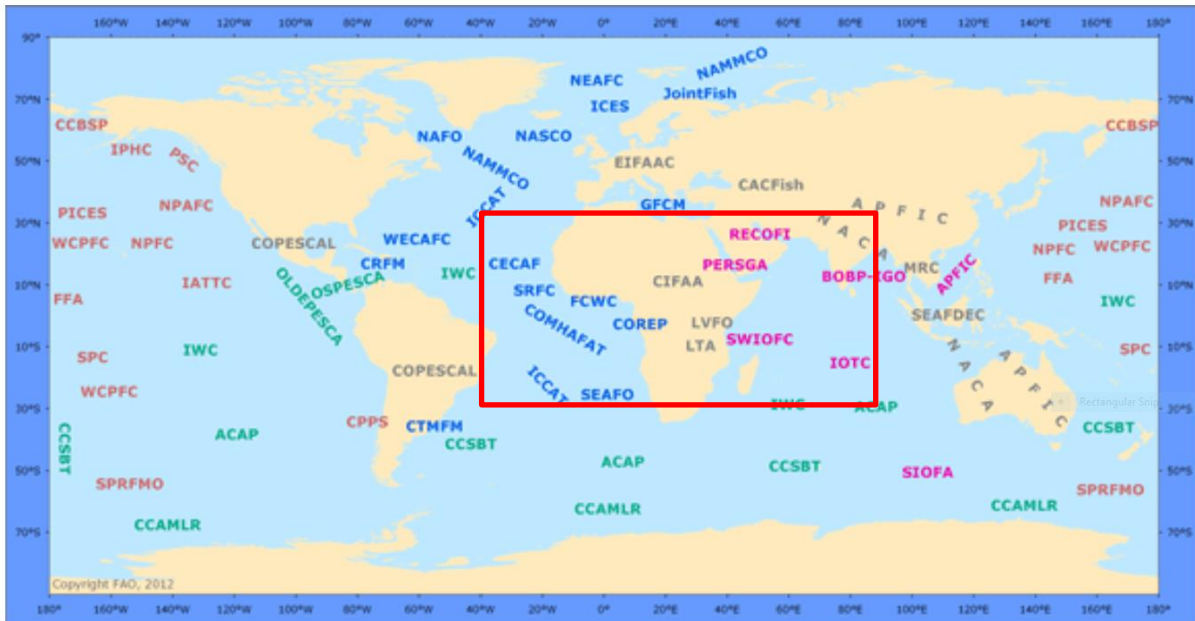 160°W 140°W 120°W 100°W 80°W 60°W 40°W 20°W 0° 20°E 40°E 60°E 80°E 100°E 120°E 140°E 160°E 180°
90°
NAMMCO
NEAFC
JointFish
70°N 70°N
ICES
CCBSP CCBSP
NAFO NASCO
IPHC PSC
50°N 50°N
NAMMCO
EIFAAC
CACFish
ICCAT
GFCM
APFIC
NPAFC NPAFC
PICES PICES
30°N 30°N
NACA
RECOFI
WCPFC NPFC COPESCAL WECAFC
NPFC WCPFC
CRFM IWC CECAF PERSGA MRC APFIC
OLDEPESCA OSPESCA
IATTC SRFC CIFAA BOBP-IGO FFA
10°N 10°N
FFA FCWC IWC
COMHAFAT
COREP LVFO SEAFDEC
SWIOFC
LTA
10°S 10°S
SPC IWC SPC
IOTC
NACA
APFIC
COPESCAL
ICCAT
WCPFC SEAFO
IWC ACAP
Rectangular Snip
30°S 30°S
CPPS CTMFM
CCSBT
CCSBT ACAP CCSBT
ACAP CCSBT
50°S 50°S
SIOFA
SPRFMO SPRFMO
CCAMLR CCAMLR
CCAMLR
70°S 70°S
Copyright FAO, 2012
180° 160°W 140°W 120°W 100°W 80°W 60°W 40°W 20°W 0° 20°E 40°E 60°E 80°E 100°E 120°E 140°E 160°E 180°